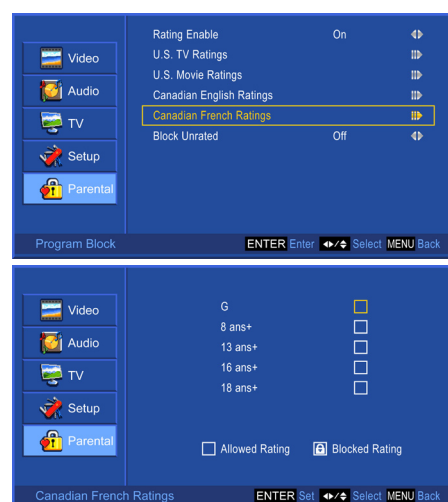 Video
Audio
TV
Setup
Parental
Rating Enable On
U.S. TV Ratings
U.S. Movie Ratings
Canadian English Ratings
Canadian French Ratings
Block Unrated Off
Program Block ENTER Enter Select MENU Back
Video
Audio
TV
Setup
Parental
G
8 ans+
13 ans+
16 ans+
18 ans+
Allowed Rating Blocked Rating
Canadian French Ratings ENTER Set Select MENU Back